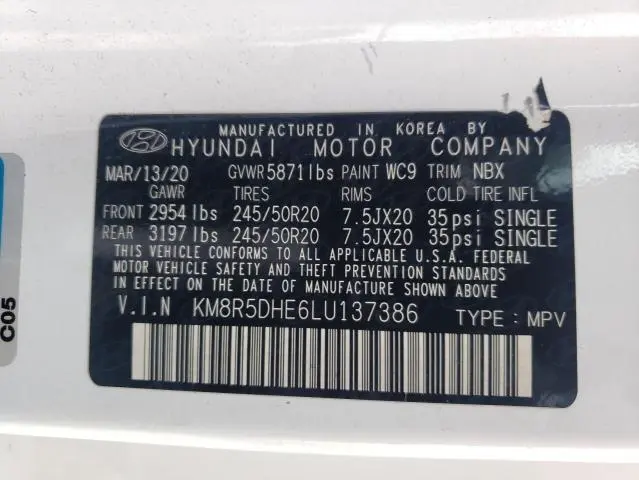 MANUFACTURED IN KOREA BY
HYUNDAI MOTOR COMPANY
MAR/13/20 GVWR 5871lbs PAINT WC9 TRIM NBX
GAWR TIRES RIMS COLD TIRE INFL
FRONT 2954 lbs 245/50R20 7.5JX20 35psi SINGLE
REAR 3197 lbs 245/50R20 7.5JX20 35psi SINGLE
THIS VEHICLE CONFORMS TO ALL APPLICABLE U.S.A. FEDERAL
MOTOR VEHICLE SAFETY AND THEFT PREVENTION STANDARDS
IN EFFECT ON THE DATE OF MANUFACTURE SHOWN ABOVE.
V.I.N KM8R5DHE6LU137386 TYPE : MPV
C05